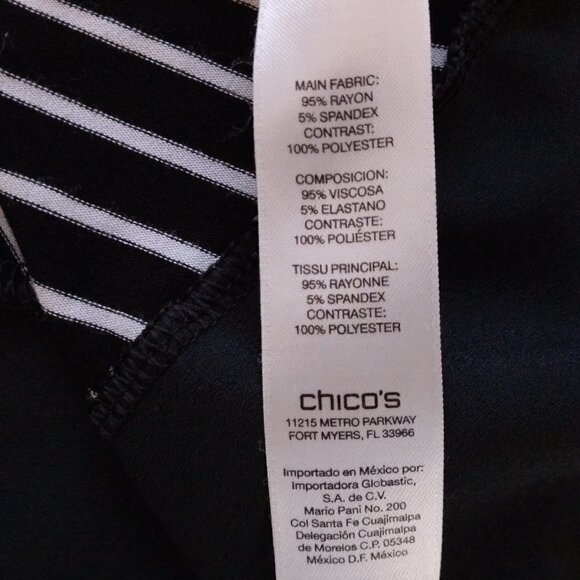 MAIN FABRIC:
95% RAYON
5% SPANDEX
CONTRAST:
100% POLYESTER
COMPOSICION:
95% VISCOSA
5% ELASTANO
CONTRASTE:
100% POLIÉSTER
TISSU PRINCIPAL:
95% RAYONNE
5% SPANDEX
CONTRASTE:
100% POLYESTER
chico's
11215 METRO PARKWAY
FORT MYERS, FL 33966
Importado en México por:
Importadora Globastic,
S.A. de C.V.
Mario Pani No. 200
Col Santa Fe Cuajimalpa
Delegación Cuajimalpa
de Morelos C.P. 05348
México D.F. México